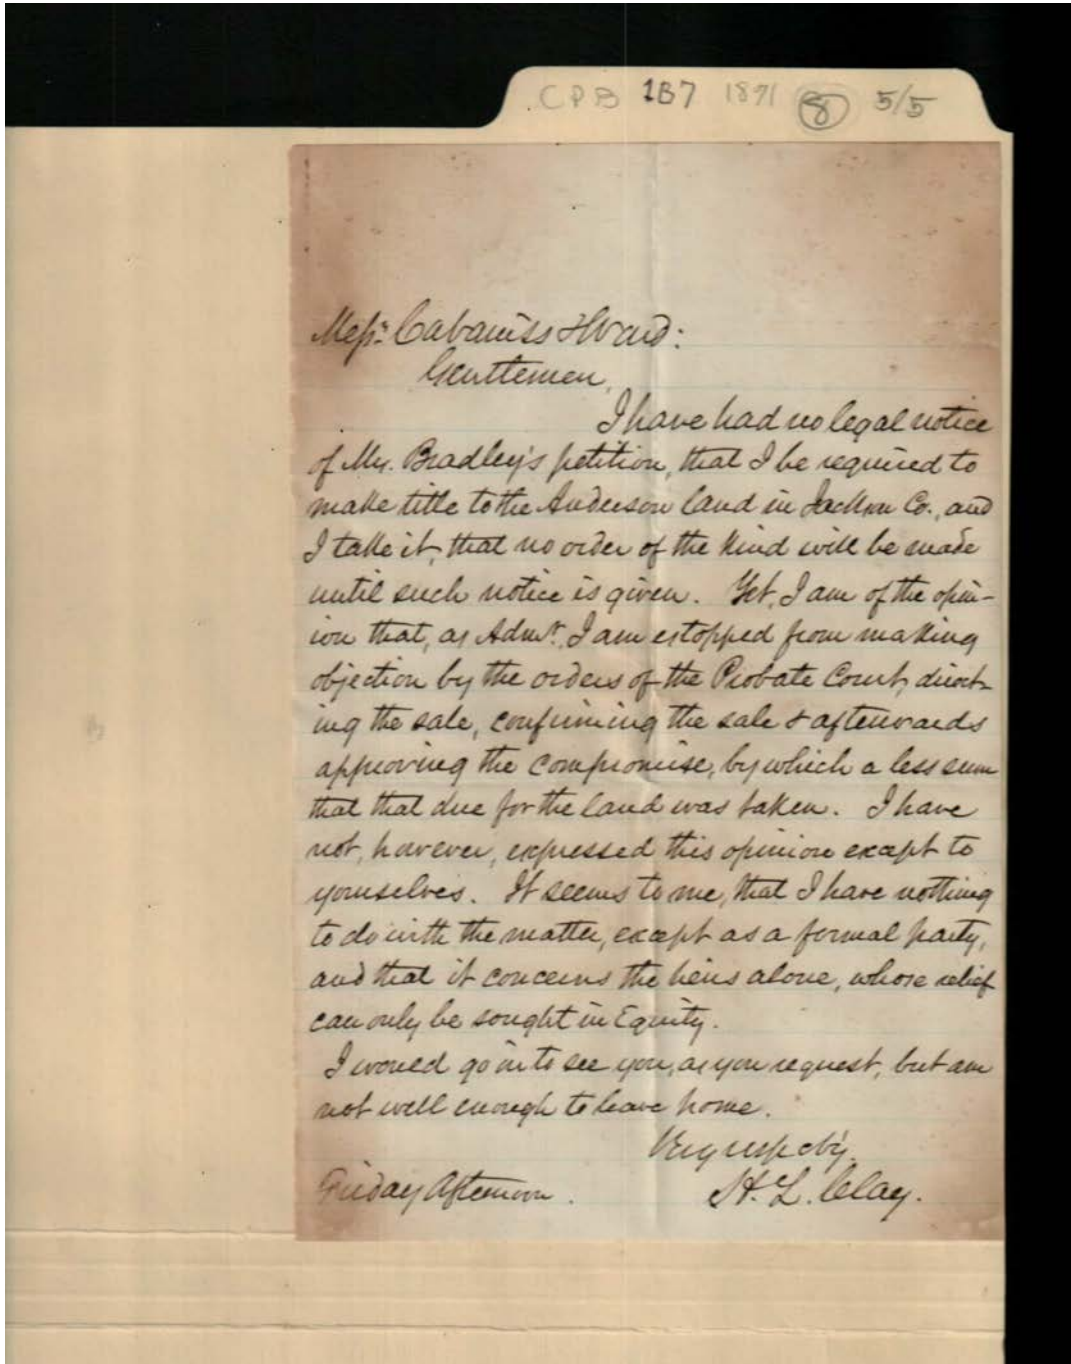 CPB 1B7 1871 8 5/5
Messrs. Cabaniss & Ward:
Gentlemen,
I have had no legal notice
of Mr. Bradley's petition, that I be required to
make title to the Anderson land in Jackson Co., and
I take it, that no order of the kind will be made
until such notice is given. Yet, I am of the opin-
ion that, as Admr. I am estopped from making
objection by the orders of the Probate Court, direct-
ing the sale, confirming the sale & afterwards
approving the compromise, by which a less sum
that that due for the land was taken. I have
not, however, expressed this opinion except to
yourselves. It seems to me, that I have nothing
to do with the matter, except as a formal party,
and that it concerns the heirs alone, whose relief
can only be sought in Equity.
I would go in to see you, as you request, but am
not well enough to leave home.
Very respectfy.
Friday Afternoon. H. L. Clay.